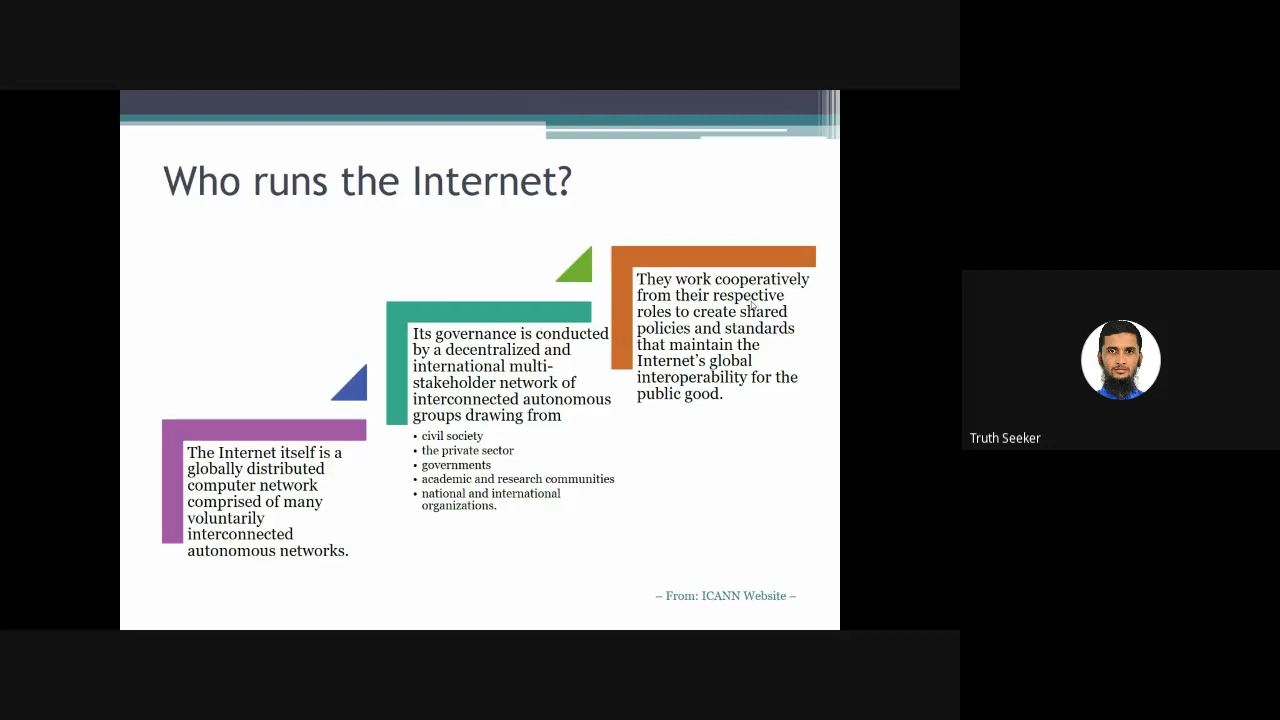 Who runs the Internet?
The Internet itself is a
globally distributed
computer network
comprised of many
voluntarily
interconnected
autonomous networks.
Its governance is conducted
by a decentralized and
international multi-
stakeholder network of
interconnected autonomous
groups drawing from
• civil society
• the private sector
• governments
• academic and research communities
• national and international
organizations.
They work cooperatively
from their respective
roles to create shared
policies and standards
that maintain the
Internet’s global
interoperability for the
public good.
– From: ICANN Website –
Truth Seeker